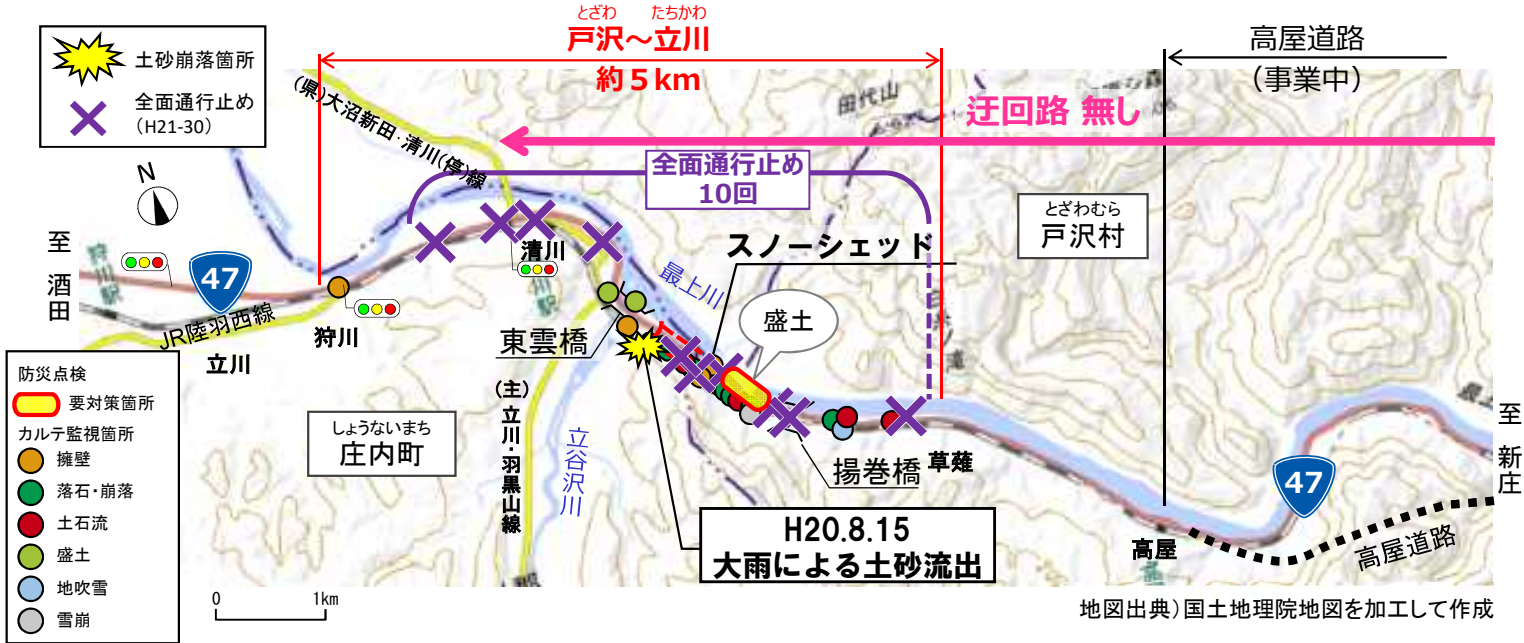 とざわ たちかわ
戸沢～立川
約5km
高屋道路
(事業中)
土砂崩落箇所
全面通行止め
(H21-30)
(県)大沼新田・清川(停)線
田代山
迂回路 無し
全面通行止め
10回
N
とざわむら
戸沢村
至 酒田
47
清川
スノーシェッド
最上川
盛土
JR陸羽西線
狩川
立川
東雲橋
防災点検
要対策箇所
カルテ監視箇所
擁壁
落石・崩落
土石流
盛土
地吹雪
雪崩
しょうないまち
庄内町
(主)立川・羽黒山線
立谷沢川
揚巻橋
草薙
至 新庄
47
H20.8.15
大雨による土砂流出
高屋
高屋道路
0 1km
地図出典)国土地理院地図を加工して作成